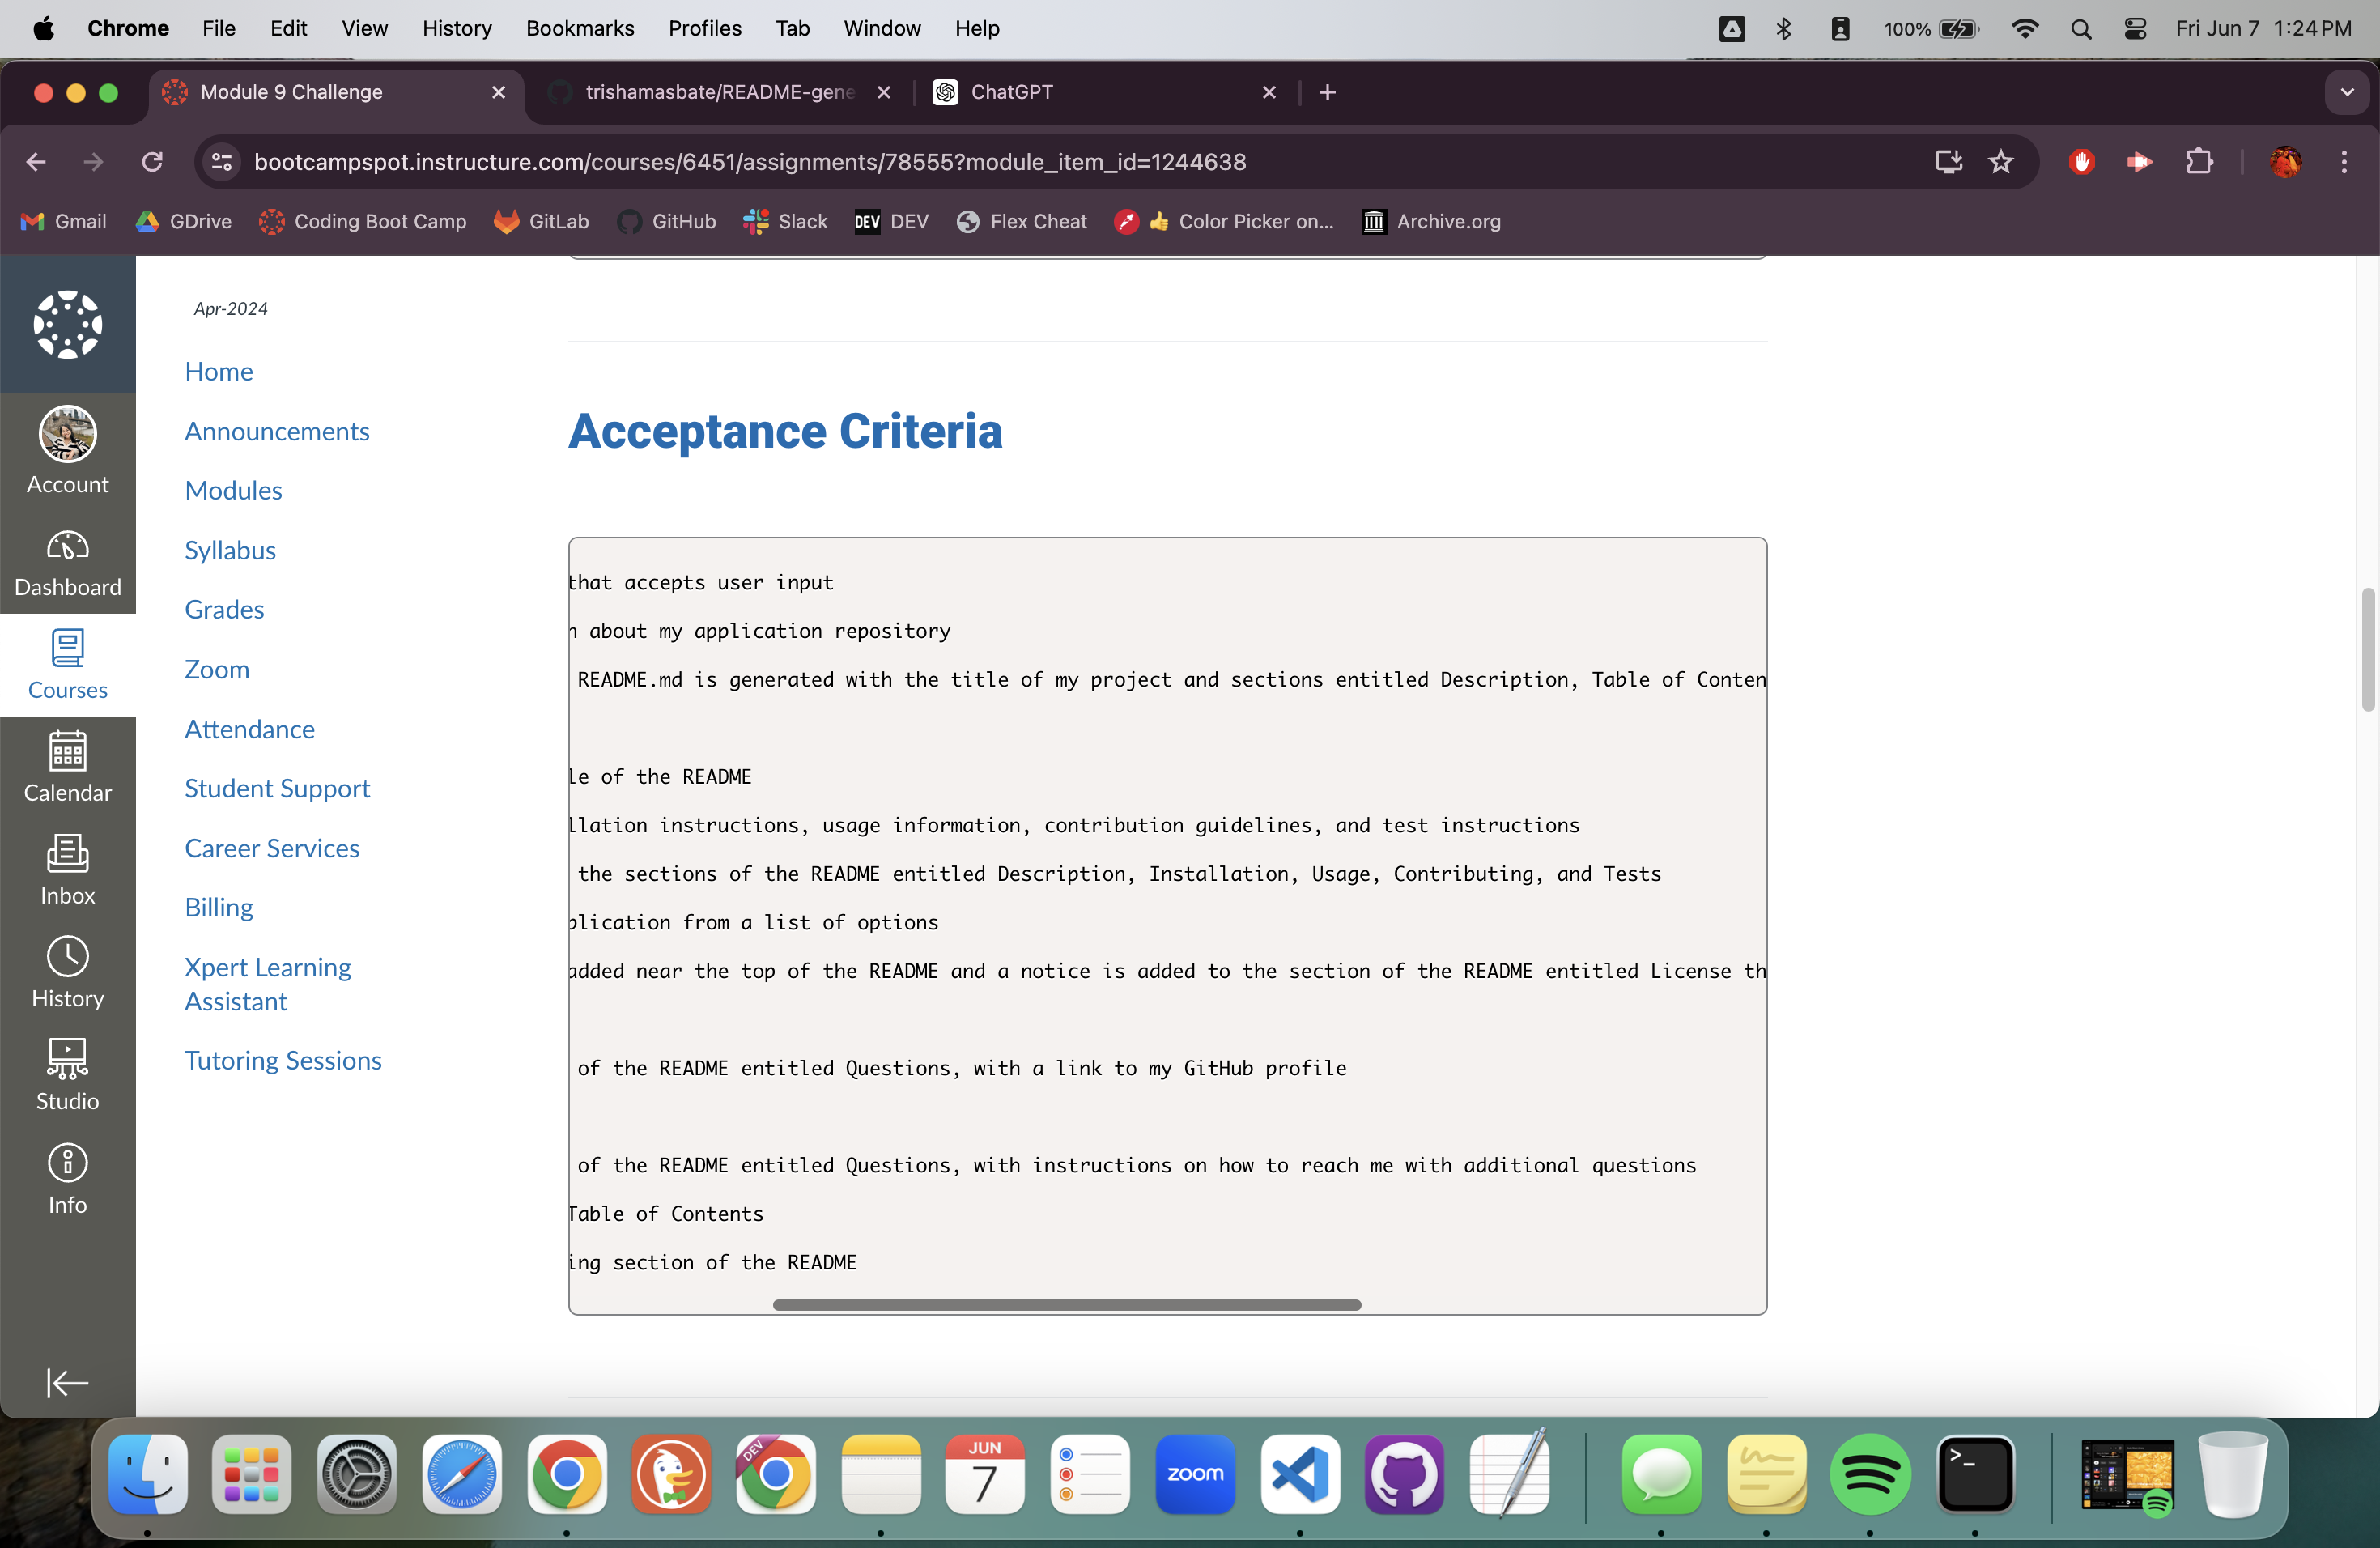 Chrome File Edit View History Bookmarks Profiles Tab Window Help 100% Fri Jun 7 1:24 PM
Module 9 Challenge trishamasbate/README-gene ChatGPT
bootcampspot.instructure.com/courses/6451/assignments/78555?module_item_id=1244638
Gmail GDrive Coding Boot Camp GitLab GitHub Slack DEV DEV Flex Cheat 👍 Color Picker on... Archive.org
Apr-2024
Home
Announcements
Modules
Syllabus
Grades
Zoom
Attendance
Student Support
Career Services
Billing
Xpert Learning
Assistant
Tutoring Sessions
Account
Dashboard
Courses
Calendar
Inbox
History
Studio
Info
Acceptance Criteria
that accepts user input
n about my application repository
README.md is generated with the title of my project and sections entitled Description, Table of Conten
le of the README
llation instructions, usage information, contribution guidelines, and test instructions
the sections of the README entitled Description, Installation, Usage, Contributing, and Tests
plication from a list of options
added near the top of the README and a notice is added to the section of the README entitled License th
of the README entitled Questions, with a link to my GitHub profile
of the README entitled Questions, with instructions on how to reach me with additional questions
Table of Contents
ing section of the README
DEV
JUN
7
zoom
>_